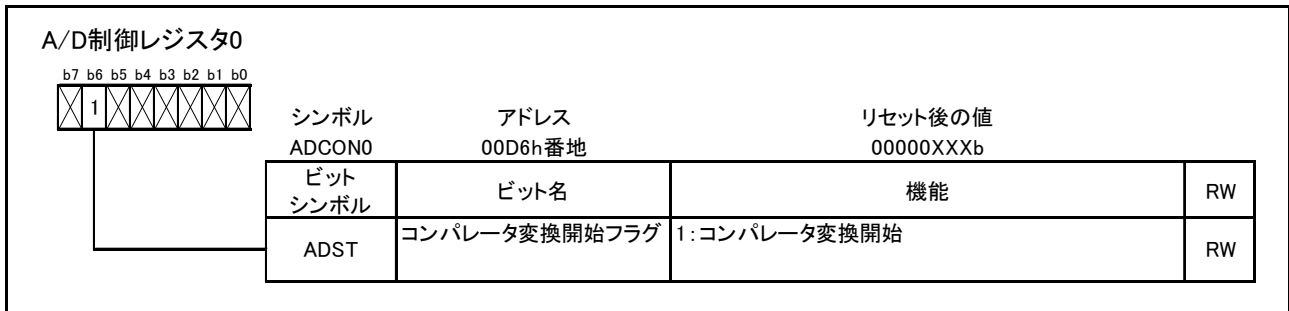 A/D制御レジスタ0
b7 b6 b5 b4 b3 b2 b1 b0
1
シンボル アドレス リセット後の値
ADCON0 00D6h番地 00000XXXb
ビット
シンボル ビット名 機能 RW
ADST コンパレータ変換開始フラグ 1:コンパレータ変換開始 RW